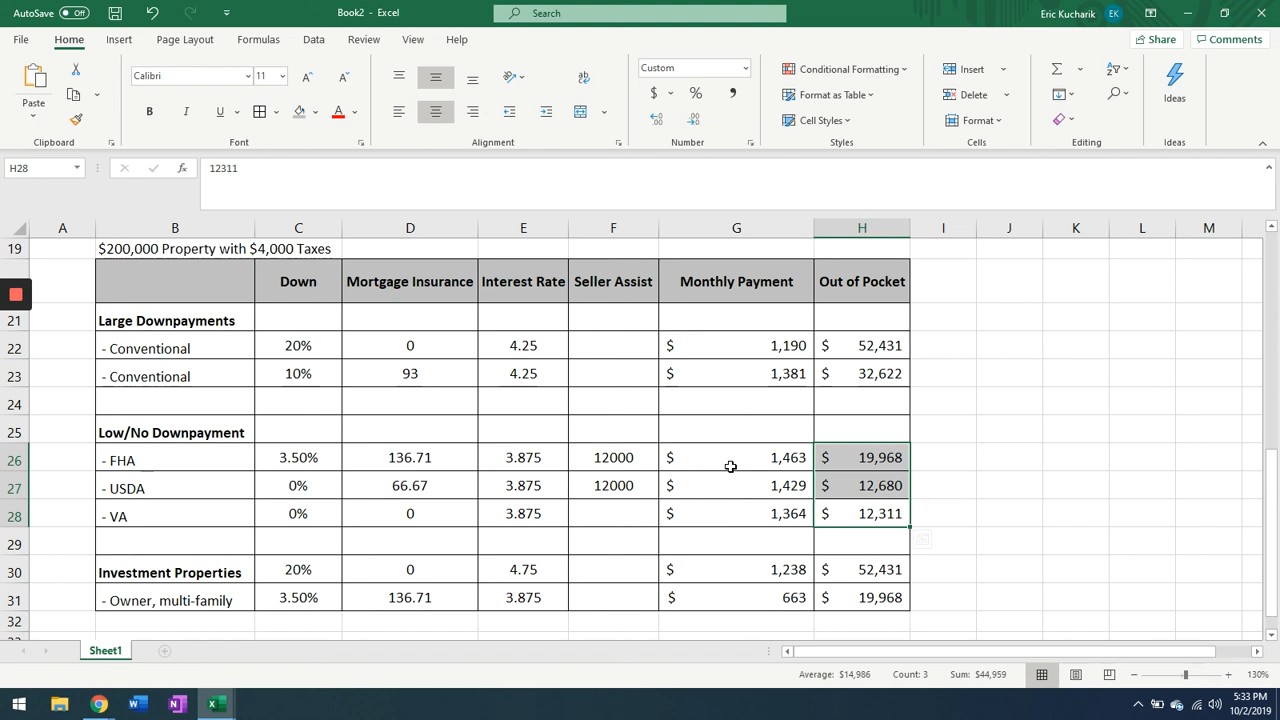 AutoSave Off Book2 - Excel Search Eric Kucharik EK
File Home Insert Page Layout Formulas Data Review View Help Share Comments
Paste Calibri 11 Custom Conditional Formatting Insert Ideas
B I U A $ % , Format as Table Delete
Cell Styles Format
Clipboard Font Alignment Number Styles Cells Editing Ideas
H28 fx 12311
A B C D E F G H I J K L M
19 $200,000 Property with $4,000 Taxes
Down Mortgage Insurance Interest Rate Seller Assist Monthly Payment Out of Pocket
21 Large Downpayments
22 - Conventional 20% 0 4.25 $ 1,190 $ 52,431
23 - Conventional 10% 93 4.25 $ 1,381 $ 32,622
24
25 Low/No Downpayment
26 - FHA 3.50% 136.71 3.875 12000 $ 1,463 $ 19,968
27 - USDA 0% 66.67 3.875 12000 $ 1,429 $ 12,680
28 - VA 0% 0 3.875 $ 1,364 $ 12,311
29
30 Investment Properties 20% 0 4.75 $ 1,238 $ 52,431
31 - Owner, multi-family 3.50% 136.71 3.875 $ 663 $ 19,968
32
Sheet1
Average: $14,986 Count: 3 Sum: $44,959 130%
5:33 PM
10/2/2019